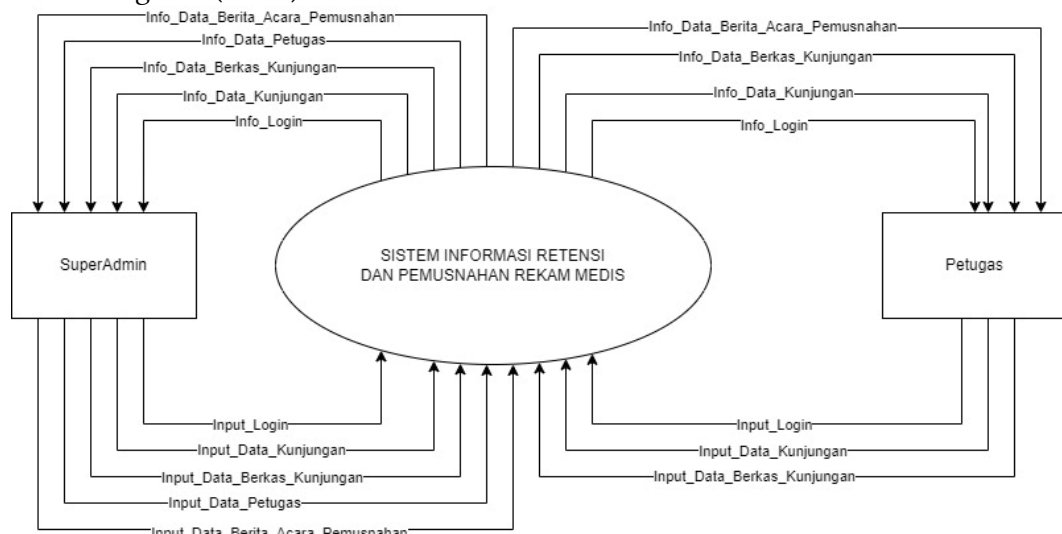 Info_Data_Berita_Acara_Pemusnahan
Info_Data_Petugas
Info_Data_Berkas_Kunjungan
Info_Data_Kunjungan
Info_Login
Info_Data_Berita_Acara_Pemusnahan
Info_Data_Berkas_Kunjungan
Info_Data_Kunjungan
Info_Login
SuperAdmin
SISTEM INFORMASI RETENSI
DAN PEMUSNAHAN REKAM MEDIS
Petugas
Input_Login
Input_Data_Kunjungan
Input_Data_Berkas_Kunjungan
Input_Data_Petugas
Input_Data_Berita_Acara_Pemusnahan
Input_Login
Input_Data_Kunjungan
Input_Data_Berkas_Kunjungan